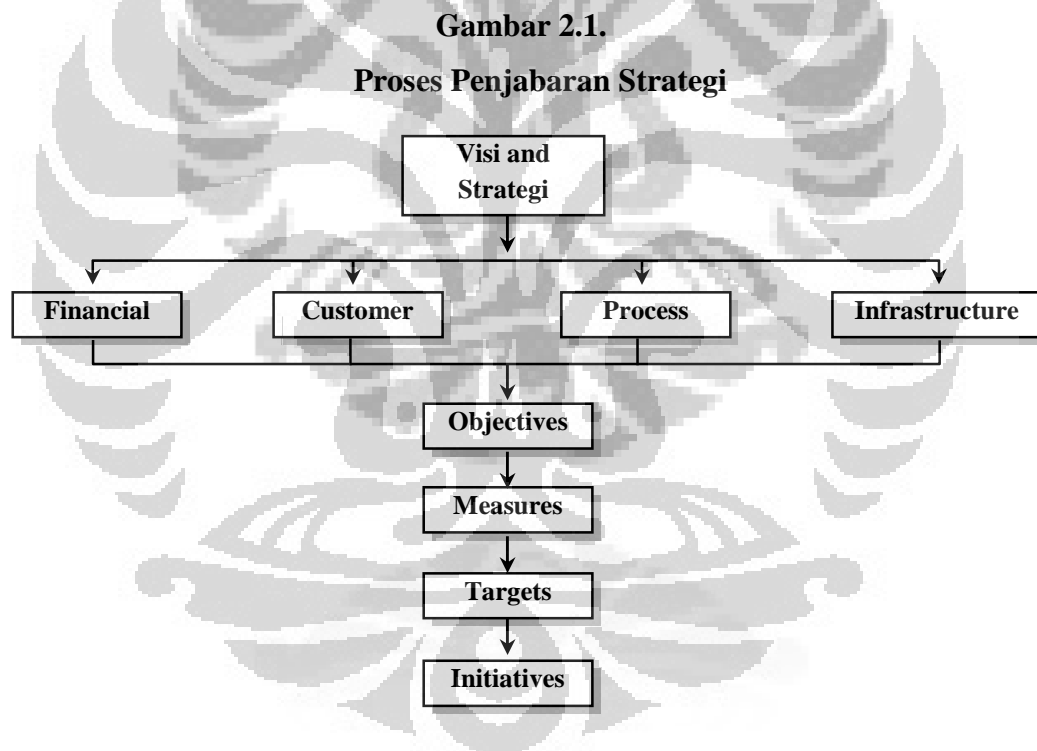 Gambar 2.1.
Proses Penjabaran Strategi
Visi and
Strategi
Financial
Customer
Process
Infrastructure
Objectives
Measures
Targets
Initiatives